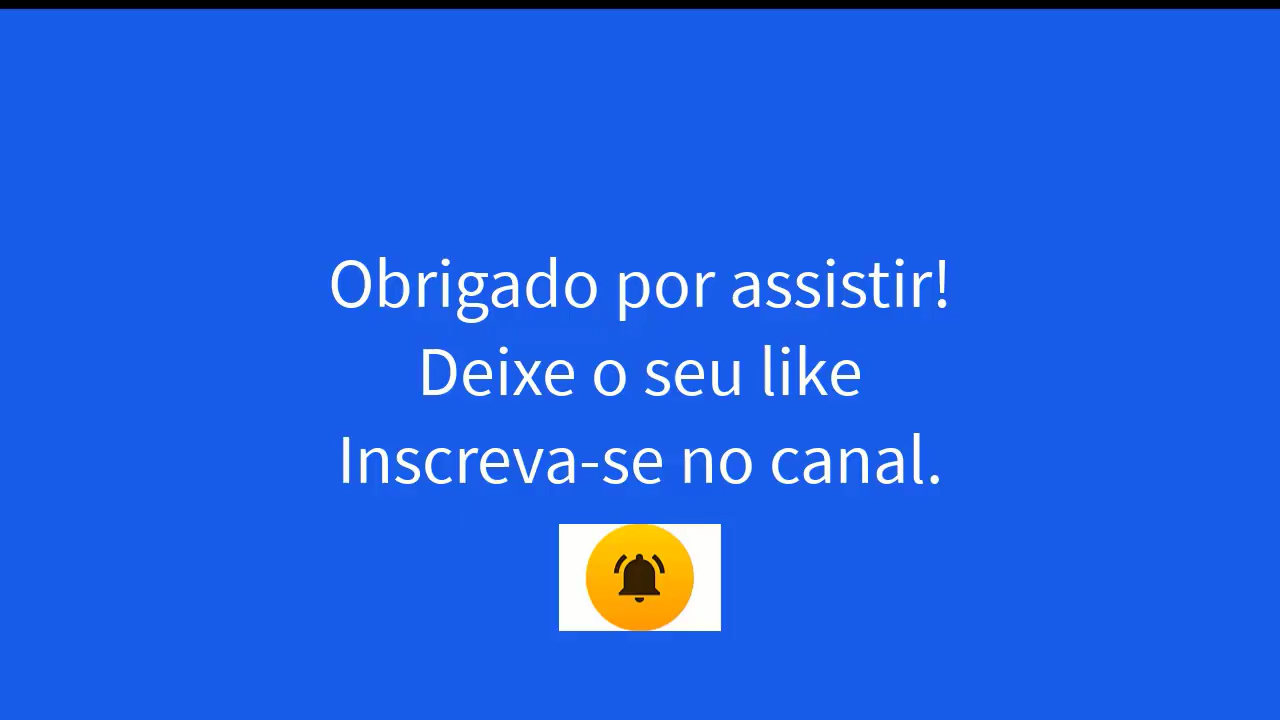 Obrigado por assistir!
Deixe o seu like
Inscreva-se no canal.